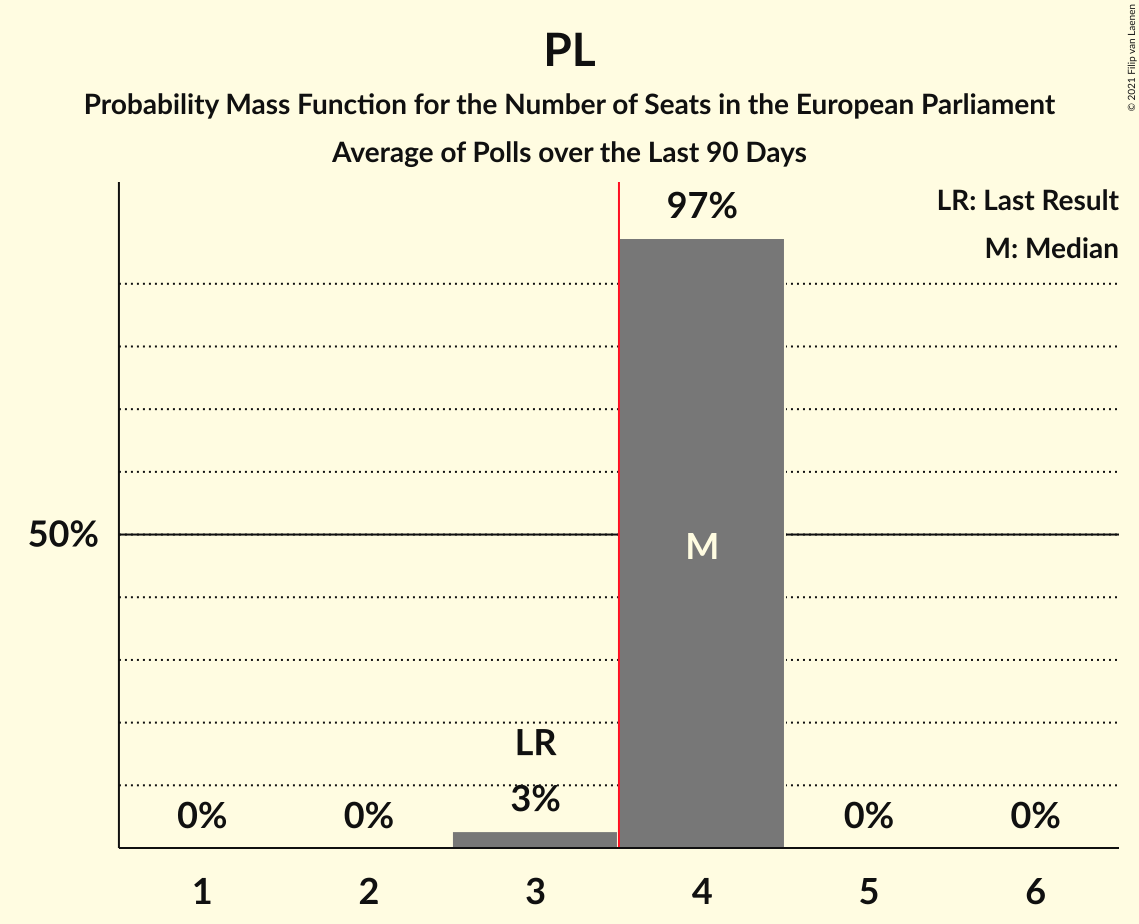 PL
Probability Mass Function for the Number of Seats in the European Parliament
Average of Polls over the Last 90 Days
© 2021 Filip van Laenen
LR: Last Result
M: Median
97%
50%
M
LR
3%
0%
0%
0%
0%
1
2
3
4
5
6